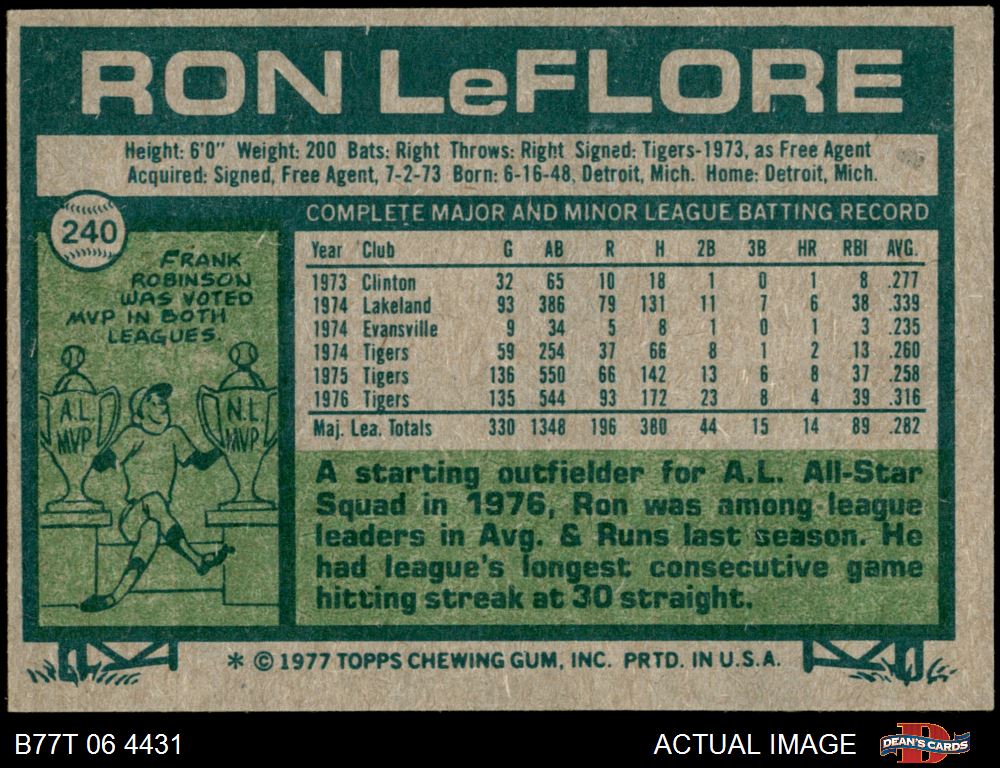 RON LeFLORE
Height: 6'0" Weight: 200 Bats: Right Throws: Right Signed: Tigers-1973, as Free Agent
Acquired: Signed, Free Agent, 7-2-73 Born: 6-16-48, Detroit, Mich. Home: Detroit, Mich.
240
FRANK
ROBINSON
WAS VOTED
MVP IN BOTH
LEAGUES.
A.L.
MVP
N.L.
MVP
COMPLETE MAJOR AND MINOR LEAGUE BATTING RECORD
Year Club G AB R H 2B 3B HR RBI AVG.
1973 Clinton 32 65 10 18 1 0 1 8 .277
1974 Lakeland 93 386 79 131 11 7 6 38 .339
1974 Evansville 9 34 5 8 1 0 1 3 .235
1974 Tigers 59 254 37 66 8 1 2 13 .260
1975 Tigers 136 550 66 142 13 6 8 37 .258
1976 Tigers 135 544 93 172 23 8 4 39 .316
Maj. Lea. Totals 330 1348 196 380 44 15 14 89 .282
A starting outfielder for A.L. All-Star
Squad in 1976, Ron was among league
leaders in Avg. & Runs last season. He
had league's longest consecutive game
hitting streak at 30 straight.
* © 1977 TOPPS CHEWING GUM, INC. PRTD. IN U.S.A.
B77T 06 4431
ACTUAL IMAGE
DEAN'S CARDS